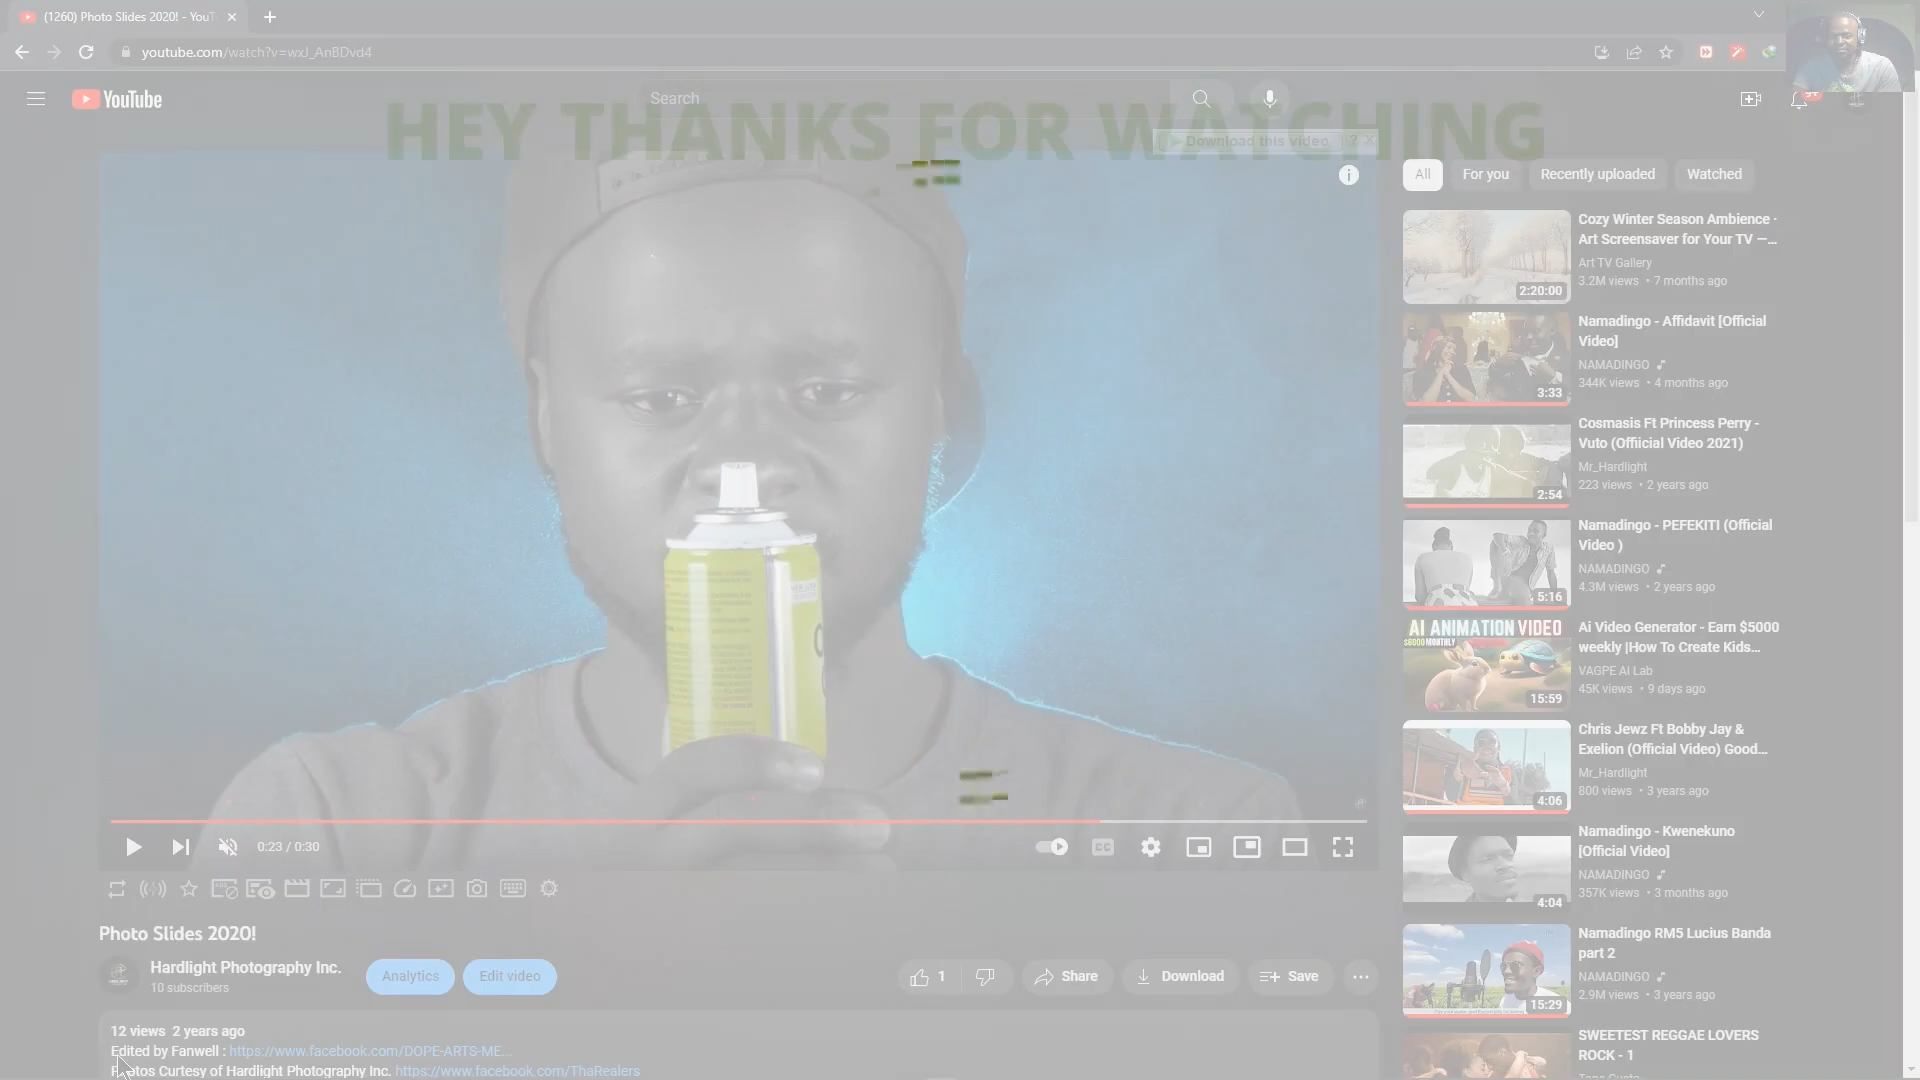 (1260) Photo Slides 2020! - YouT
youtube.com/watch?v=wxJ_AnBDvd4
YouTube
Search
9+
HEY THANKS FOR WATCHING
Download this video
?
All
For you
Recently uploaded
Watched
Cozy Winter Season Ambience ·
Art Screensaver for Your TV —...
Art TV Gallery
3.2M views • 7 months ago
2:20:00
Namadingo - Affidavit [Official
Video]
NAMADINGO
344K views • 4 months ago
3:33
Cosmasis Ft Princess Perry -
Vuto (Offiicial Video 2021)
Mr_Hardlight
223 views • 2 years ago
2:54
Namadingo - PEFEKITI (Official
Video )
NAMADINGO
4.3M views • 2 years ago
5:16
AI ANIMATION VIDEO
$6000 MONTHLY
Ai Video Generator - Earn $5000
weekly |How To Create Kids...
VAGPE AI Lab
45K views • 9 days ago
15:59
Chris Jewz Ft Bobby Jay &
Exelion (Official Video) Good...
Mr_Hardlight
800 views • 3 years ago
4:06
Namadingo - Kwenekuno
[Official Video]
NAMADINGO
357K views • 3 months ago
4:04
Namadingo RM5 Lucius Banda
part 2
NAMADINGO
2.9M views • 3 years ago
15:29
SWEETEST REGGAE LOVERS
ROCK - 1
0:23 / 0:30
CC
Photo Slides 2020!
Hardlight Photography Inc.
10 subscribers
Analytics
Edit video
1
Share
Download
Save
12 views 2 years ago
Edited by Fanwell : https://www.facebook.com/DOPE-ARTS-ME...
Photos Curtesy of Hardlight Photography Inc. https://www.facebook.com/ThaRealers